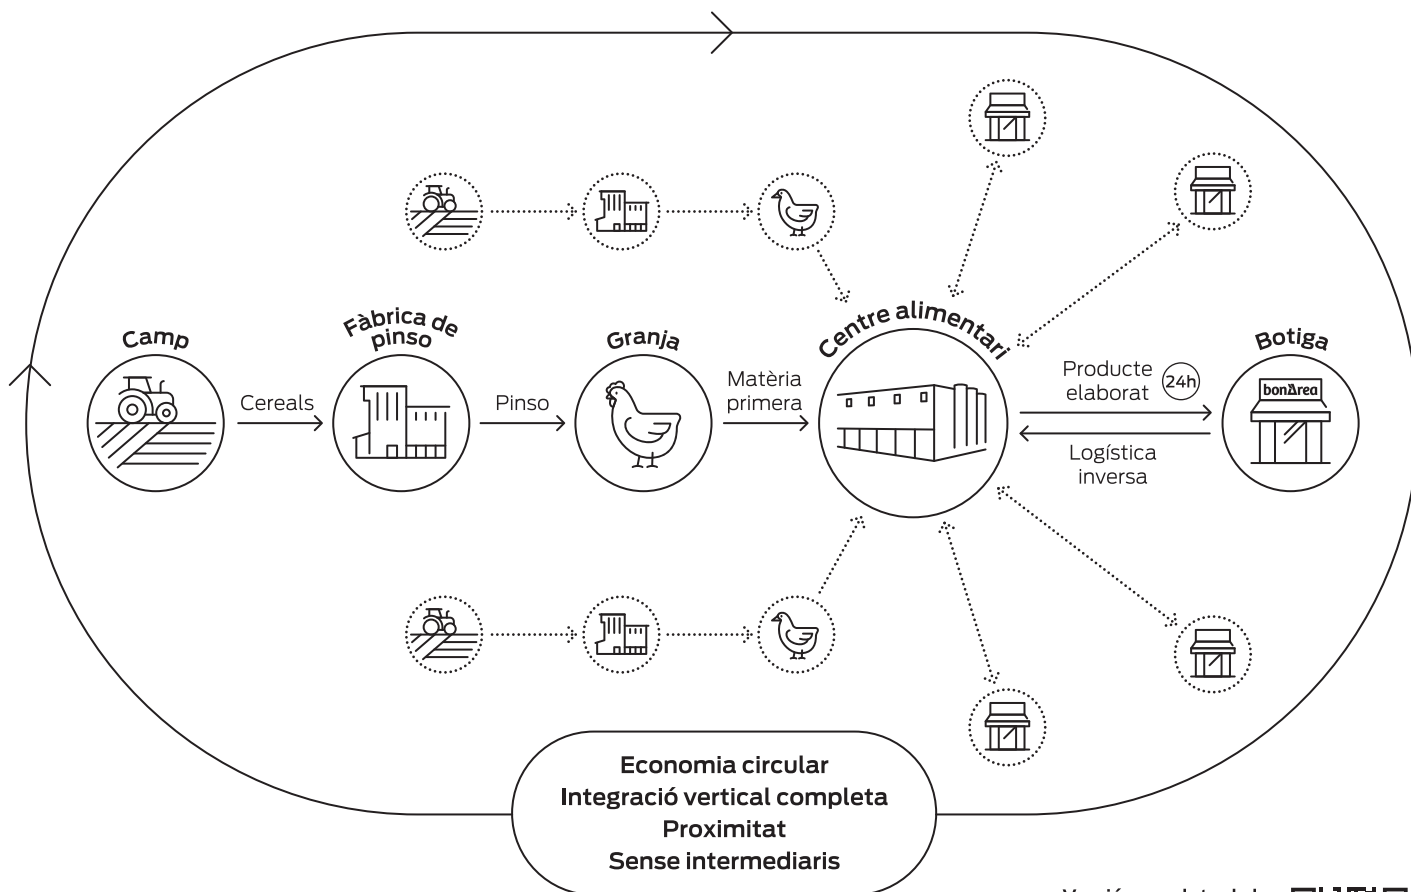 Camp
Fàbrica de
pinso
Granja
Centre alimentari
Botiga
Cereals
Pinso
Matèria
primera
Producte
elaborat
24h
bonÀrea
Logística
inversa
Economia circular
Integració vertical completa
Proximitat
Sense intermediaris